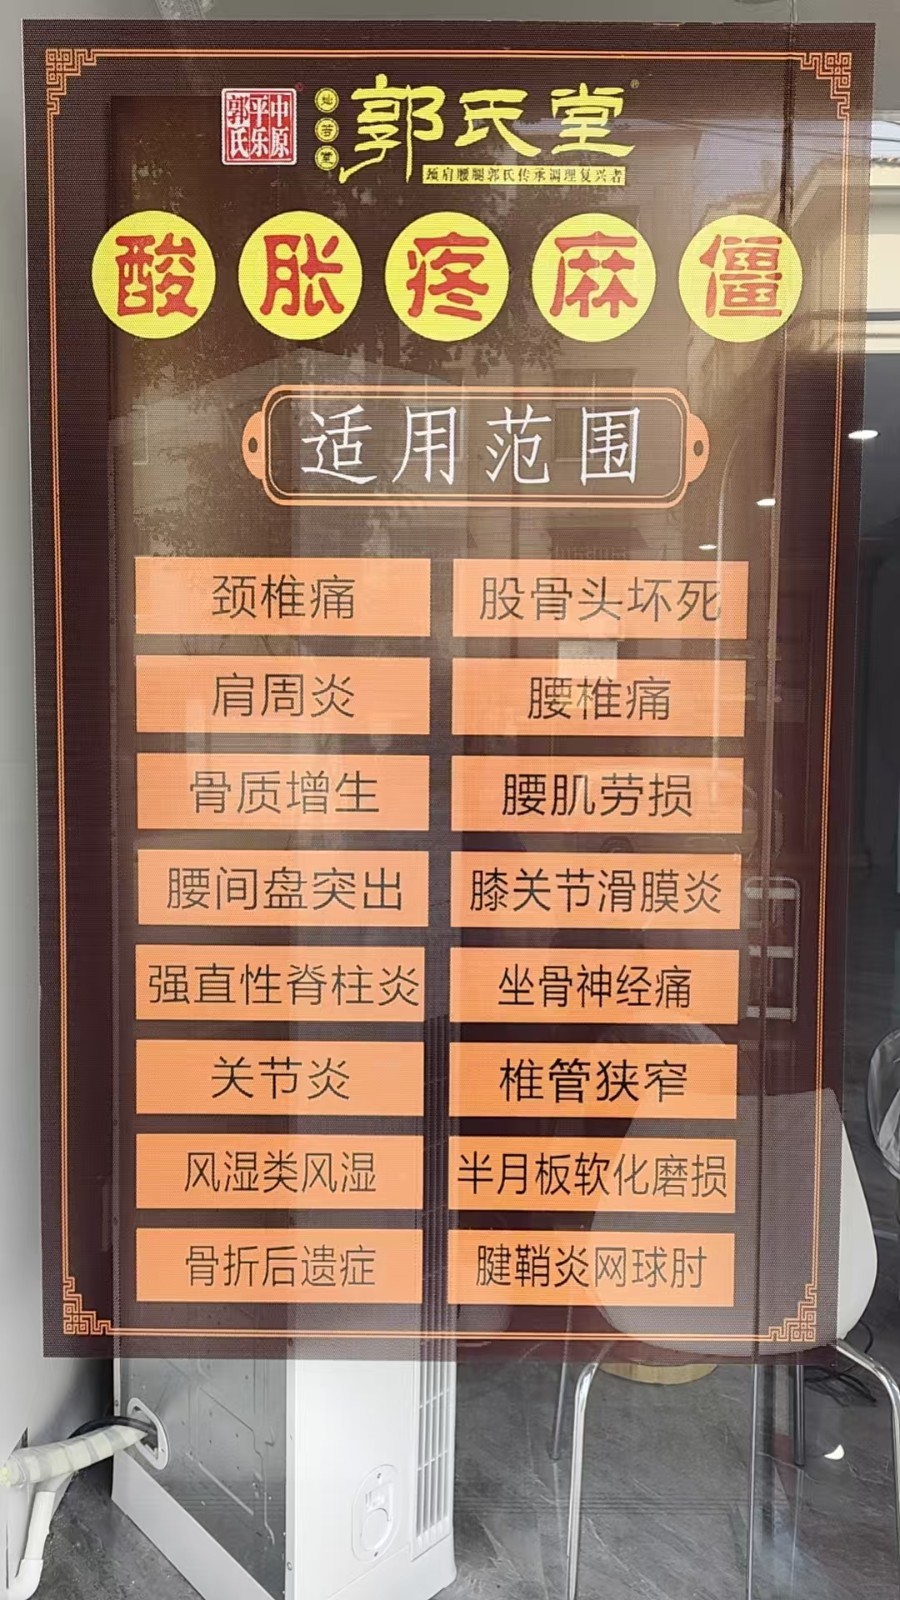 中原
平乐
郭氏
灿若堂
郭氏堂
颈肩腰腿郭氏传承调理复兴者
酸 胀 疼 麻 僵
适用范围
颈椎痛 股骨头坏死
肩周炎 腰椎痛
骨质增生 腰肌劳损
腰间盘突出 膝关节滑膜炎
强直性脊柱炎 坐骨神经痛
关节炎 椎管狭窄
风湿类风湿 半月板软化磨损
骨折后遗症 腱鞘炎网球肘